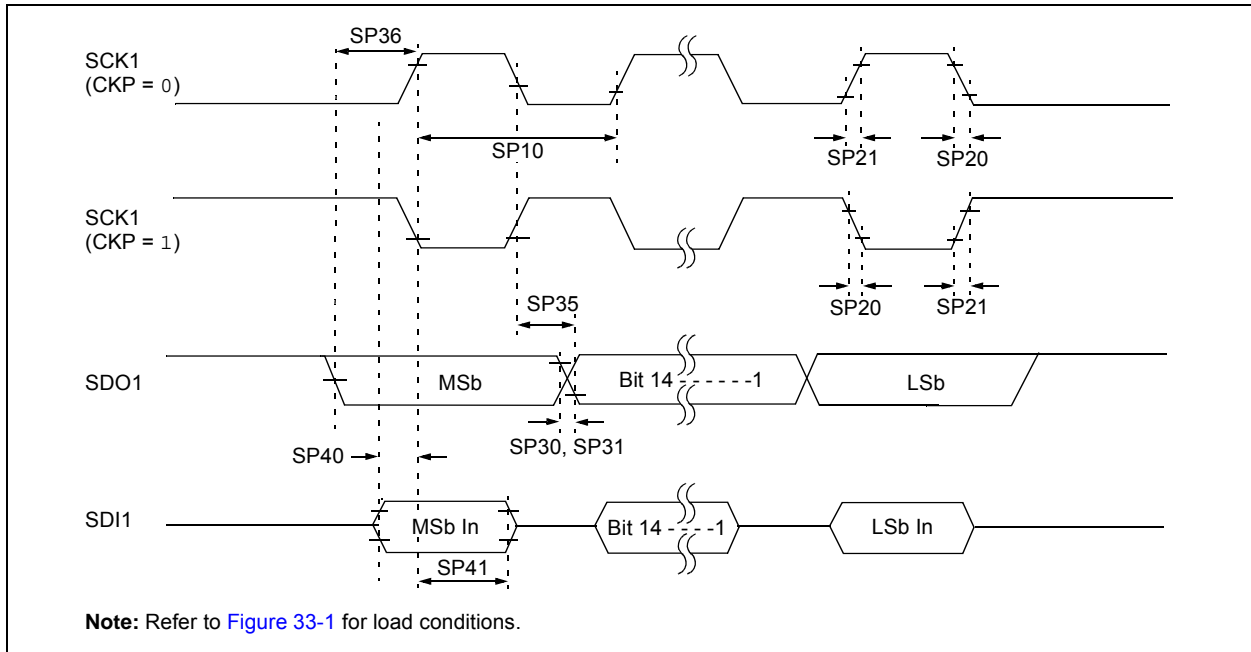 SP36
SCK1
(CKP = 0)
SP10
SP21
SP20
SCK1
(CKP = 1)
SP35
SP20
SP21
SDO1
MSb
Bit 14 - - - - - -1
LSb
SP30, SP31
SP40
SDI1
MSb In
Bit 14 - - - -1
LSb In
SP41
Note: Refer to Figure 33-1 for load conditions.